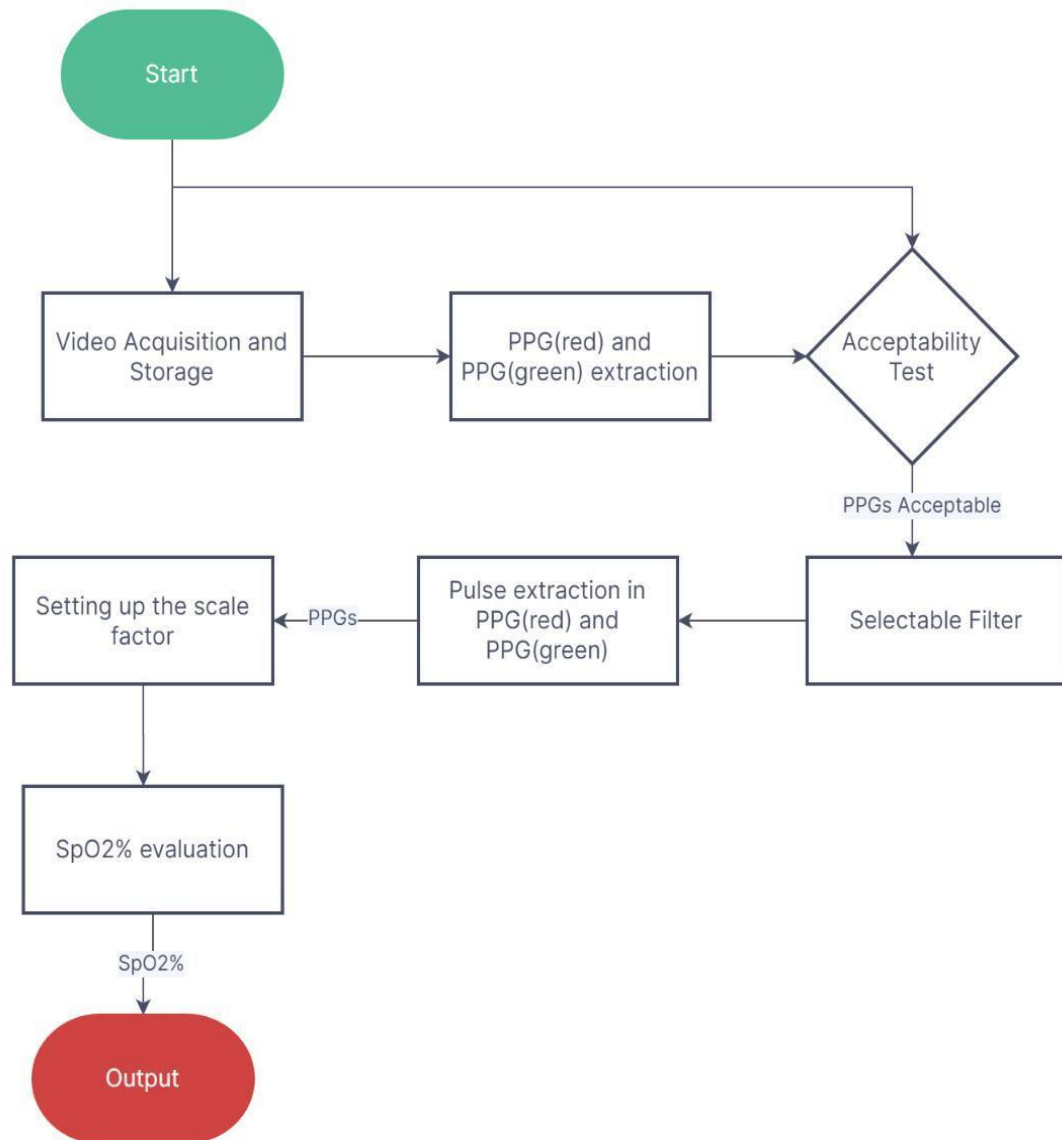 Start
Video Acquisition and
Storage
PPG(red) and
PPG(green) extraction
Acceptability
Test
PPGs Acceptable
Setting up the scale
factor
PPGs
Pulse extraction in
PPG(red) and
PPG(green)
Selectable Filter
SpO2% evaluation
SpO2%
Output